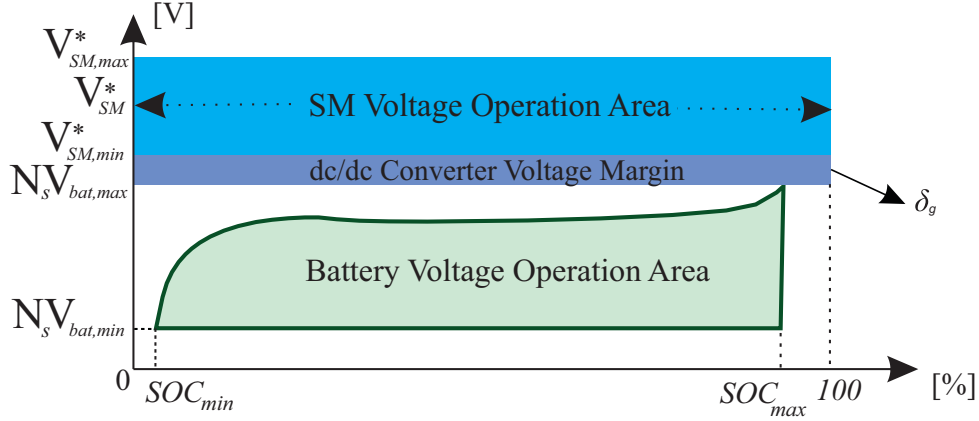 [V]
V*SM,max
V*SM
SM Voltage Operation Area
V*SM,min
dc/dc Converter Voltage Margin
NsVbat,max
δg
Battery Voltage Operation Area
NsVbat,min
0
SOCmin
SOCmax
100
[%]